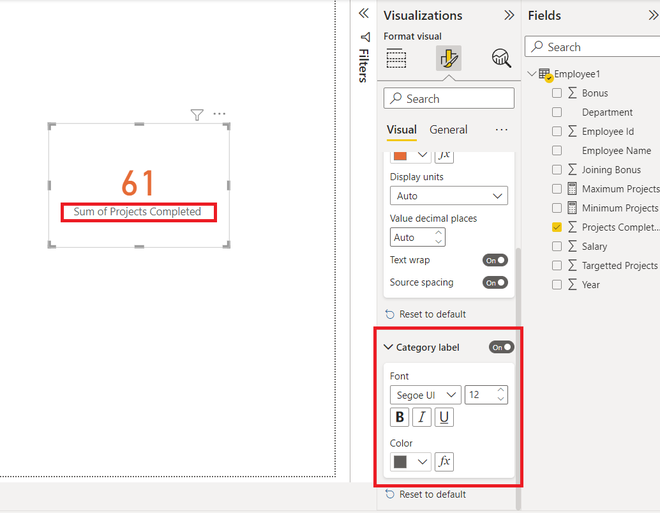 61
Sum of Projects Completed
Filters
Visualizations
Format visual
Search
Visual General
fx
Display units
Auto
Value decimal places
Auto
Text wrap On
Source spacing On
Reset to default
Category label On
Font
Segoe UI 12
B I U
Color
fx
Reset to default
Fields
Search
Employee1
Bonus
Department
Employee Id
Employee Name
Joining Bonus
Maximum Projects
Minimum Projects
Projects Complet...
Salary
Targetted Projects
Year